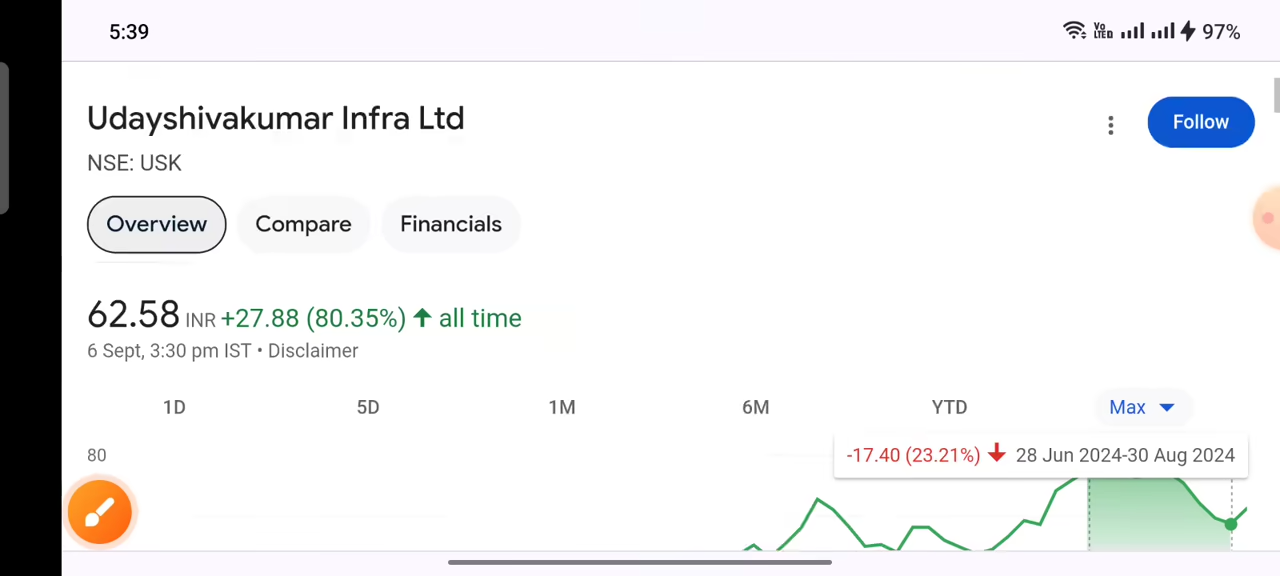 5:39
Vo LTED 97%
Udayshivakumar Infra Ltd
Follow
NSE: USK
Overview Compare Financials
62.58 INR +27.88 (80.35%) ↑ all time
6 Sept, 3:30 pm IST • Disclaimer
1D 5D 1M 6M YTD Max
80
-17.40 (23.21%) ↓ 28 Jun 2024-30 Aug 2024